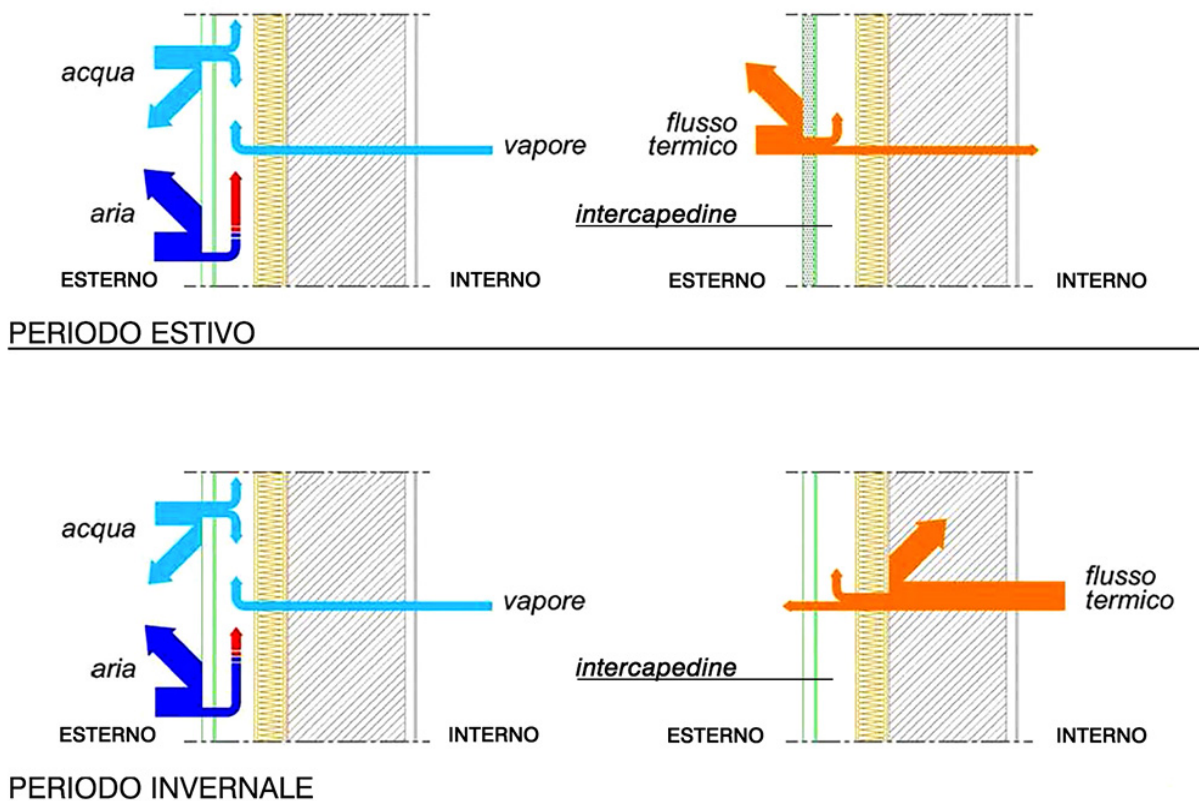 acqua
vapore
aria
ESTERNO
INTERNO
flusso
termico
intercapedine
ESTERNO
INTERNO
PERIODO ESTIVO
acqua
vapore
aria
ESTERNO
INTERNO
flusso
termico
intercapedine
ESTERNO
INTERNO
PERIODO INVERNALE